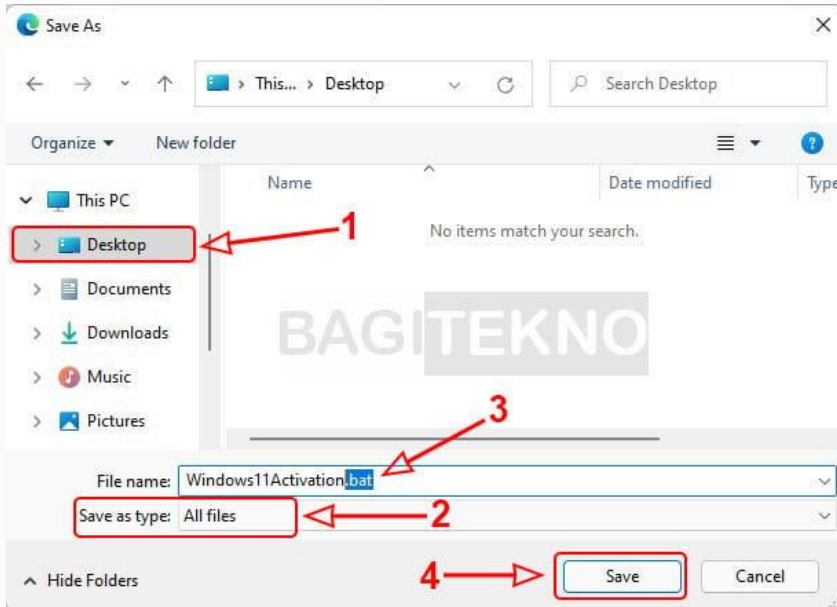 Save As
This... > Desktop
Search Desktop
Organize
New folder
Name
Date modified
Type
This PC
Desktop
1
No items match your search.
Documents
Downloads
BAGITEKNO
Music
Pictures
3
File name: Windows11Activation.bat
Save as type: All files
2
Hide Folders
4
Save
Cancel